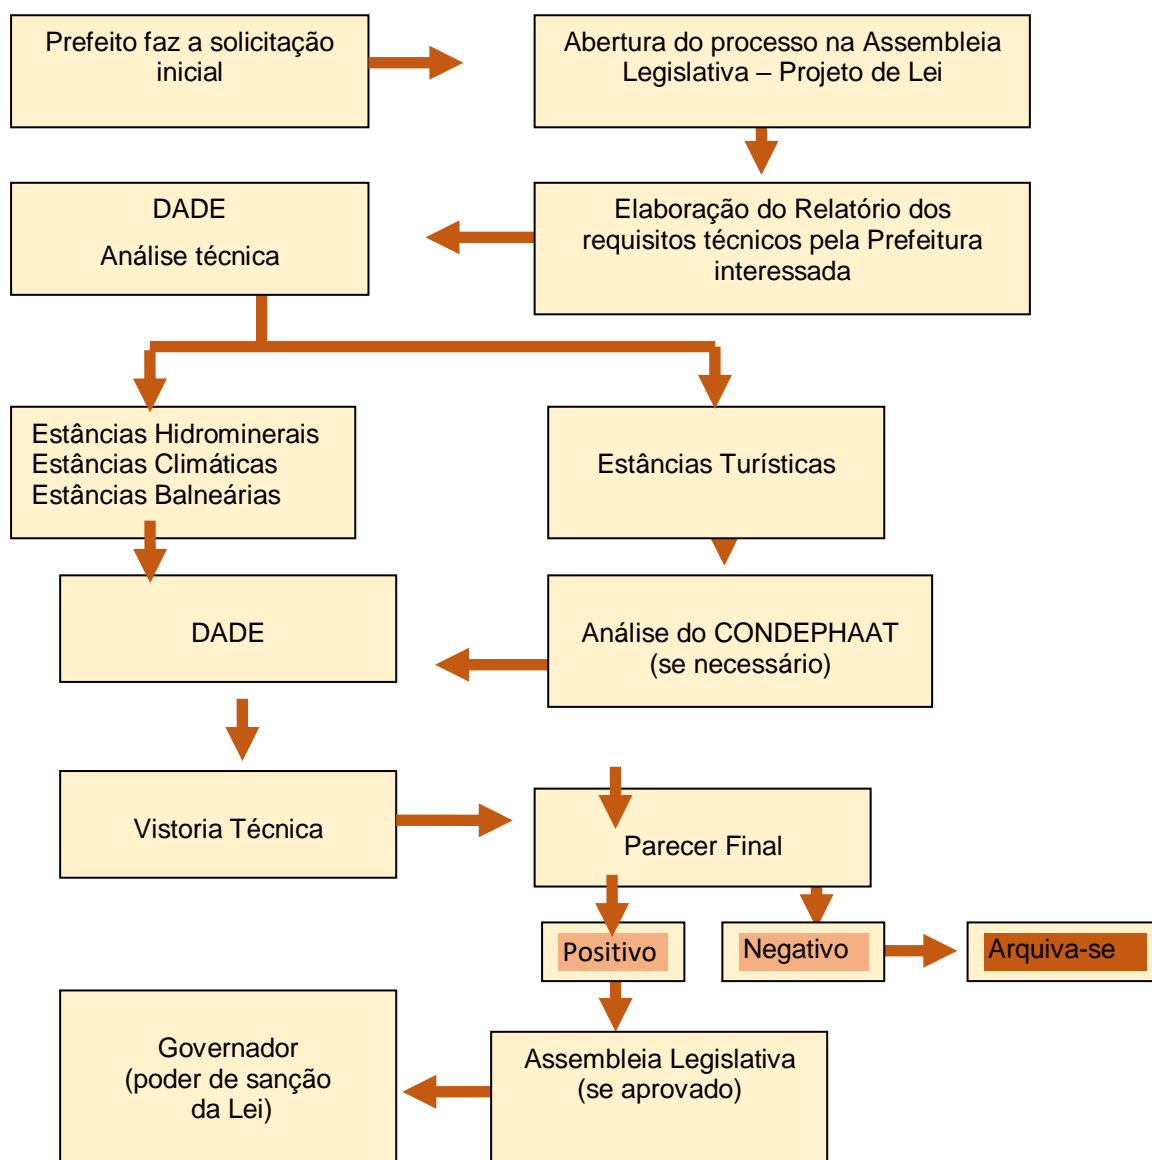 Prefeito faz a solicitação
inicial
Abertura do processo na Assembleia
Legislativa – Projeto de Lei
DADE
Análise técnica
Elaboração do Relatório dos
requisitos técnicos pela Prefeitura
interessada
Estâncias Hidrominerais
Estâncias Climáticas
Estâncias Balneárias
Estâncias Turísticas
DADE
Análise do CONDEPHAAT
(se necessário)
Vistoria Técnica
Parecer Final
Positivo
Negativo
Arquiva-se
Governador
(poder de sanção
da Lei)
Assembleia Legislativa
(se aprovado)